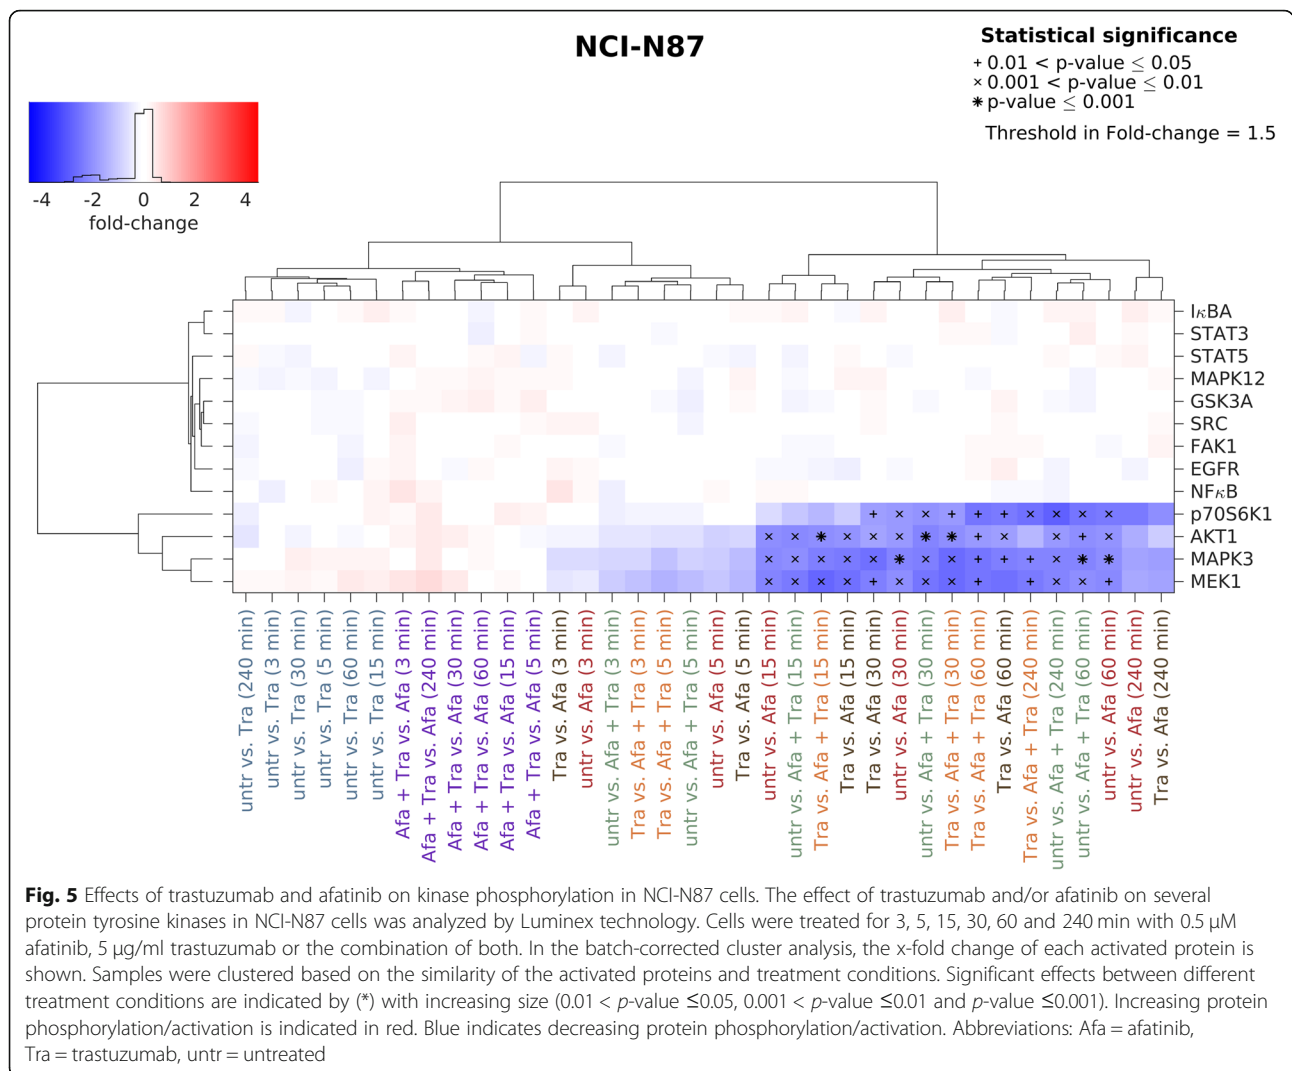 NCI-N87
Statistical significance
+ 0.01 < p-value ≤ 0.05
× 0.001 < p-value ≤ 0.01
* p-value ≤ 0.001
Threshold in Fold-change = 1.5
-4 -2 0 2 4
fold-change
IκBA
STAT3
STAT5
MAPK12
GSK3A
SRC
FAK1
EGFR
NFκB
p70S6K1
AKT1
MAPK3
MEK1
untr vs. Tra (240 min)
untr vs. Tra (3 min)
untr vs. Tra (30 min)
untr vs. Tra (5 min)
untr vs. Tra (60 min)
untr vs. Tra (15 min)
Afa + Tra vs. Afa (3 min)
Afa + Tra vs. Afa (240 min)
Afa + Tra vs. Afa (30 min)
Afa + Tra vs. Afa (60 min)
Afa + Tra vs. Afa (15 min)
Afa + Tra vs. Afa (5 min)
Tra vs. Afa (3 min)
untr vs. Afa (3 min)
untr vs. Afa + Tra (3 min)
Tra vs. Afa + Tra (3 min)
Tra vs. Afa + Tra (5 min)
untr vs. Afa + Tra (5 min)
untr vs. Afa (5 min)
Tra vs. Afa (5 min)
untr vs. Afa (15 min)
untr vs. Afa + Tra (15 min)
Tra vs. Afa + Tra (15 min)
Tra vs. Afa (15 min)
Tra vs. Afa (30 min)
untr vs. Afa (30 min)
untr vs. Afa + Tra (30 min)
Tra vs. Afa + Tra (30 min)
Tra vs. Afa + Tra (60 min)
Tra vs. Afa (60 min)
Tra vs. Afa + Tra (240 min)
untr vs. Afa + Tra (240 min)
untr vs. Afa + Tra (60 min)
untr vs. Afa (60 min)
untr vs. Afa (240 min)
Tra vs. Afa (240 min)
Fig. 5 Effects of trastuzumab and afatinib on kinase phosphorylation in NCI-N87 cells. The effect of trastuzumab and/or afatinib on several
protein tyrosine kinases in NCI-N87 cells was analyzed by Luminex technology. Cells were treated for 3, 5, 15, 30, 60 and 240 min with 0.5 μM
afatinib, 5 μg/ml trastuzumab or the combination of both. In the batch-corrected cluster analysis, the x-fold change of each activated protein is
shown. Samples were clustered based on the similarity of the activated proteins and treatment conditions. Significant effects between different
treatment conditions are indicated by (*) with increasing size (0.01 < p-value ≤0.05, 0.001 < p-value ≤0.01 and p-value ≤0.001). Increasing protein
phosphorylation/activation is indicated in red. Blue indicates decreasing protein phosphorylation/activation. Abbreviations: Afa = afatinib,
Tra = trastuzumab, untr = untreated